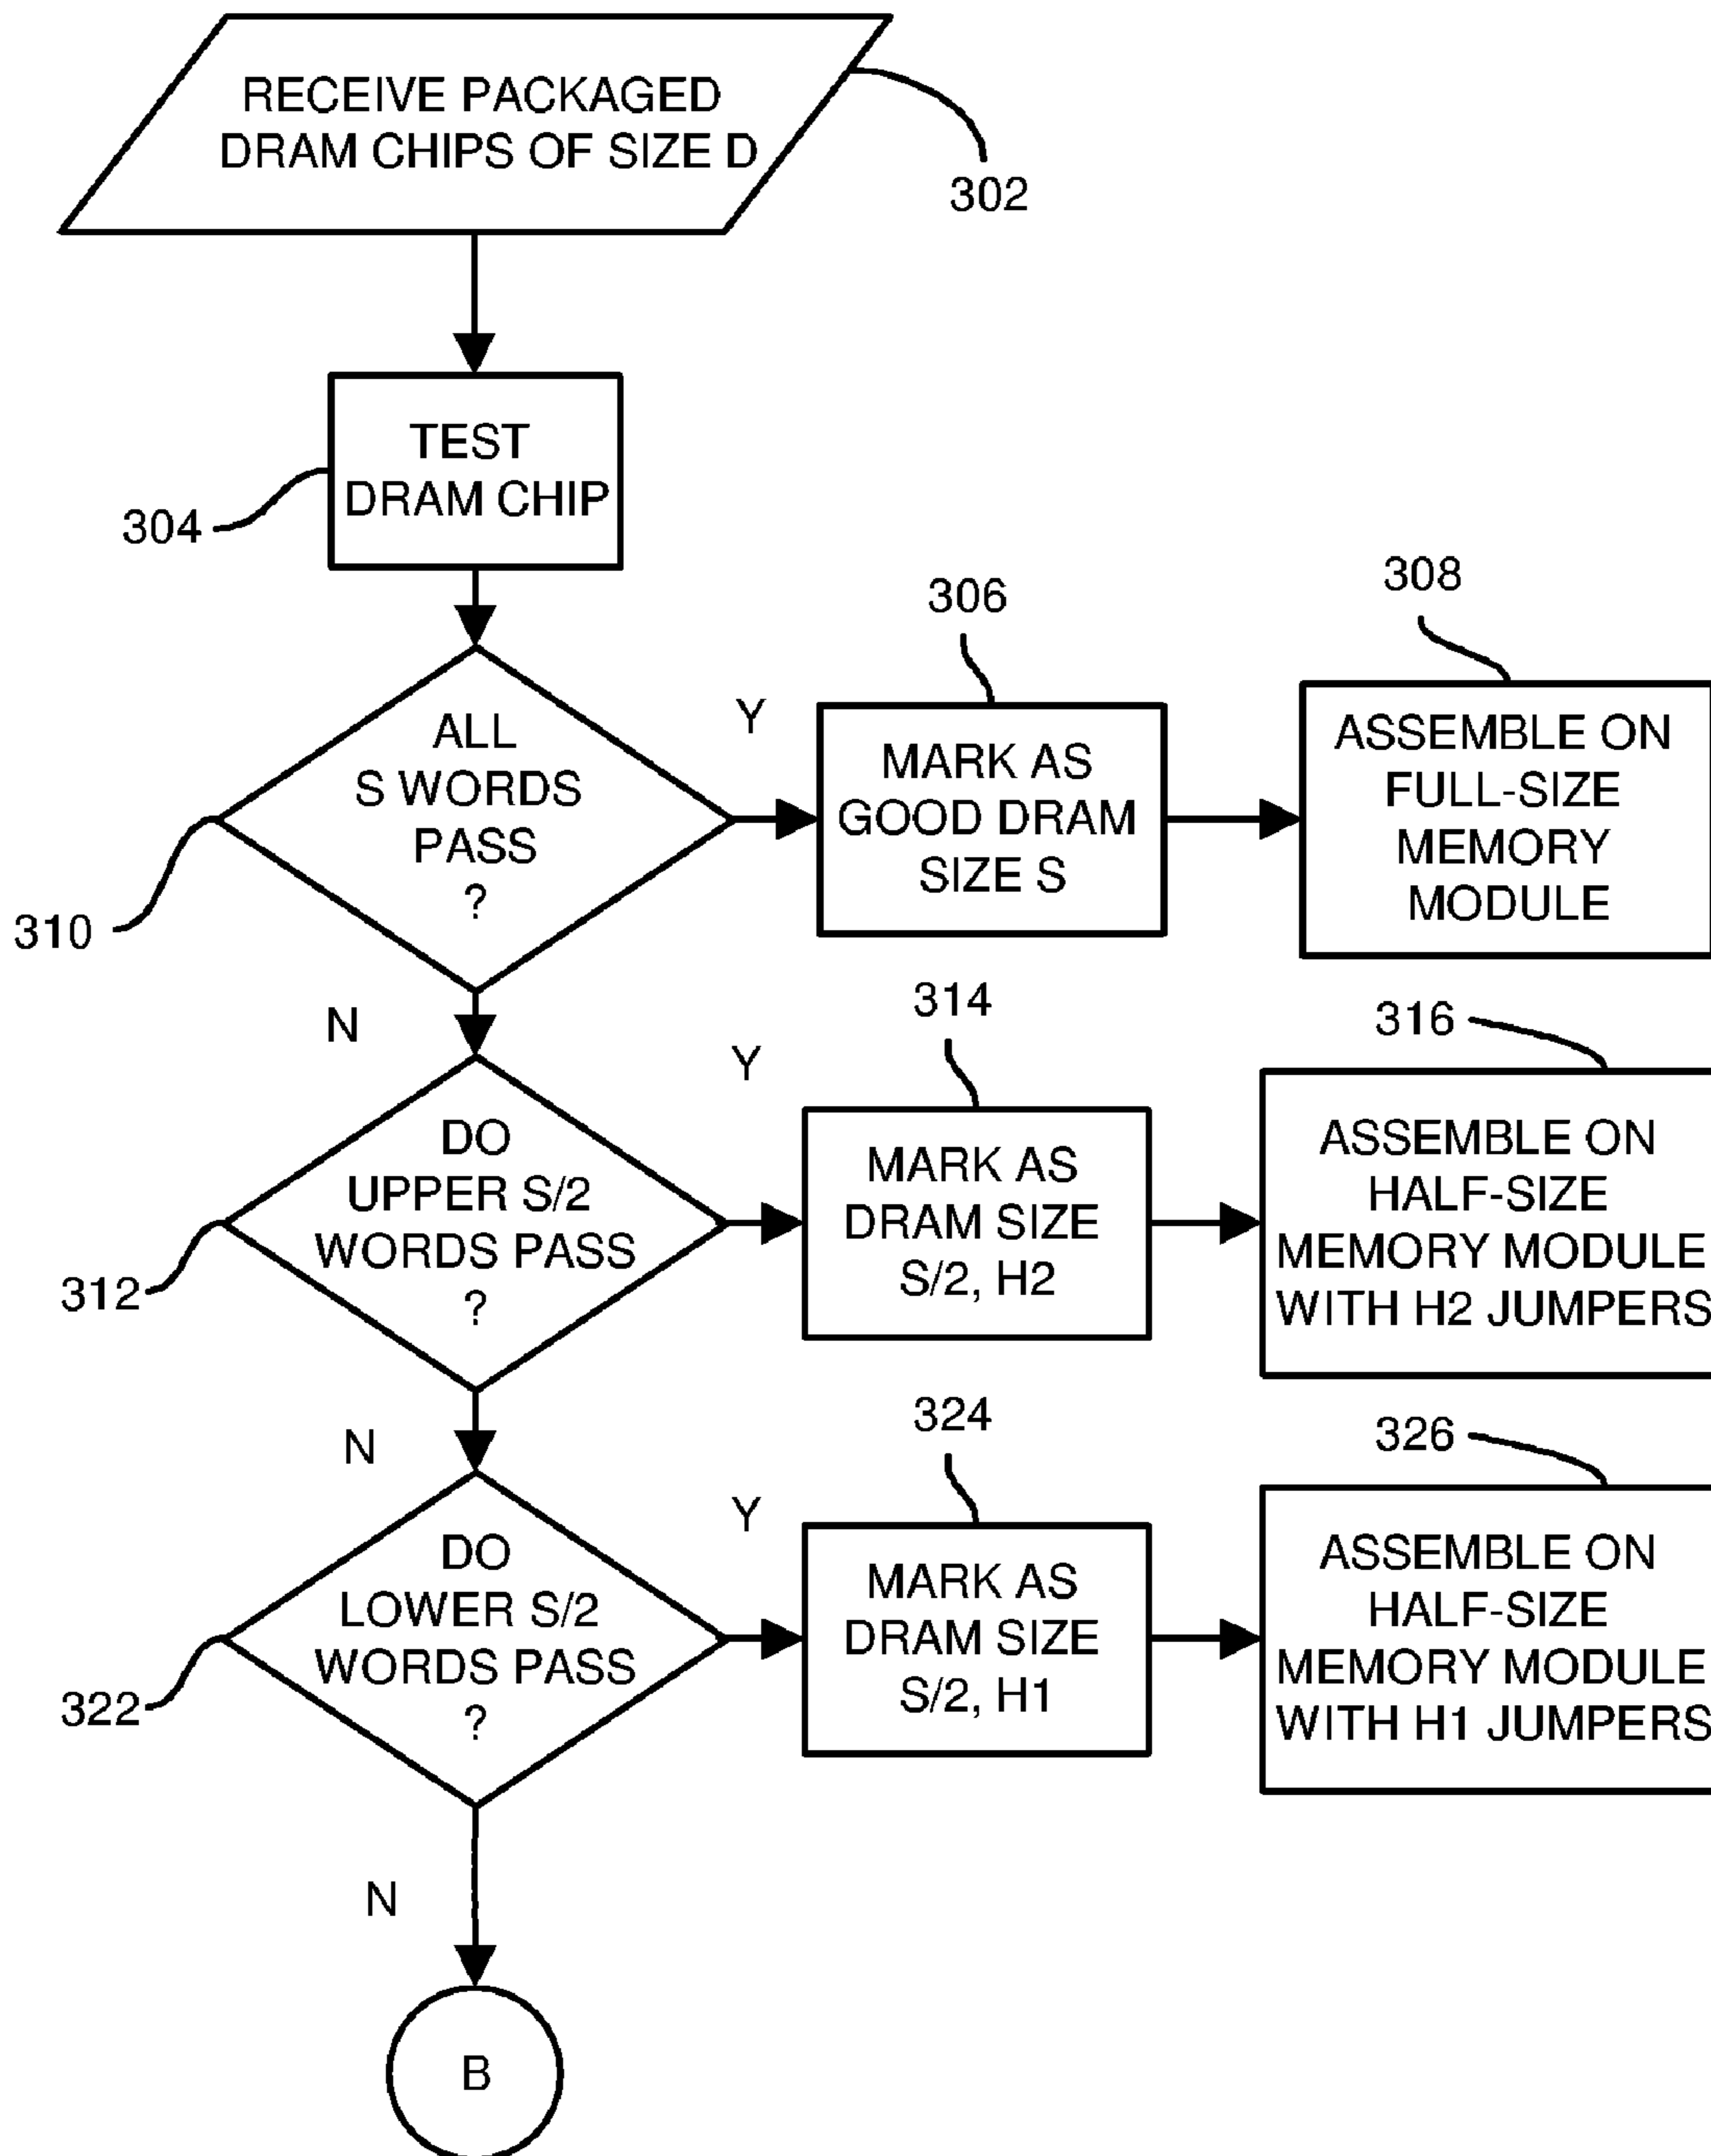 RECEIVE PACKAGED
DRAM CHIPS OF SIZE D
302
TEST
DRAM CHIP
304
ALL
S WORDS
PASS
?
310
Y
306
MARK AS
GOOD DRAM
SIZE S
308
ASSEMBLE ON
FULL-SIZE
MEMORY
MODULE
N
DO
UPPER S/2
WORDS PASS
?
312
Y
314
MARK AS
DRAM SIZE
S/2, H2
316
ASSEMBLE ON
HALF-SIZE
MEMORY MODULE
WITH H2 JUMPERS
N
DO
LOWER S/2
WORDS PASS
?
322
Y
324
MARK AS
DRAM SIZE
S/2, H1
326
ASSEMBLE ON
HALF-SIZE
MEMORY MODULE
WITH H1 JUMPERS
N
B